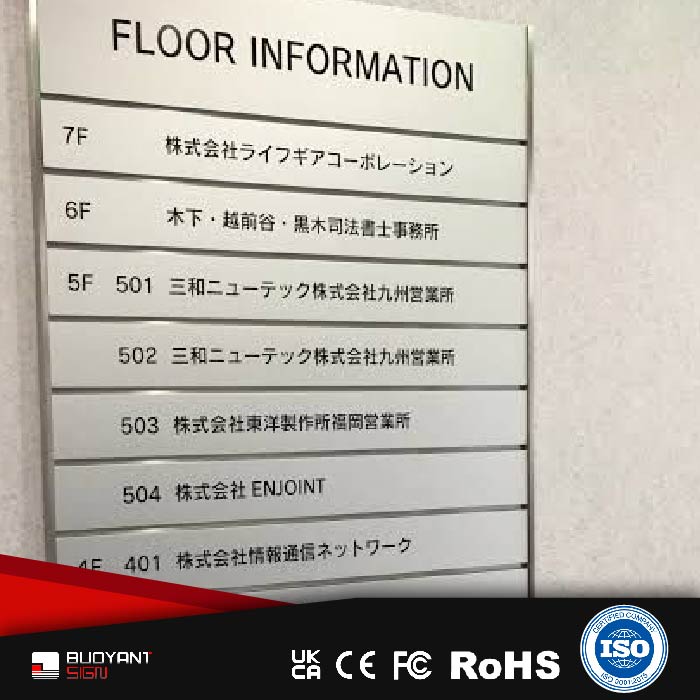 FLOOR INFORMATION
7F 株式会社ライフギアコーポレーション
6F 木下・越前谷・黒木司法書士事務所
5F 501 三和ニューテック株式会社九州営業所
502 三和ニューテック株式会社九州営業所
503 株式会社東洋製作所福岡営業所
504 株式会社 ENJOINT
4F 401 株式会社情報通信ネットワーク
BUOYANT
SIGN
UK
CA CE FC RoHS
CERTIFIED COMPANY
ISO
ISO 9001:2015